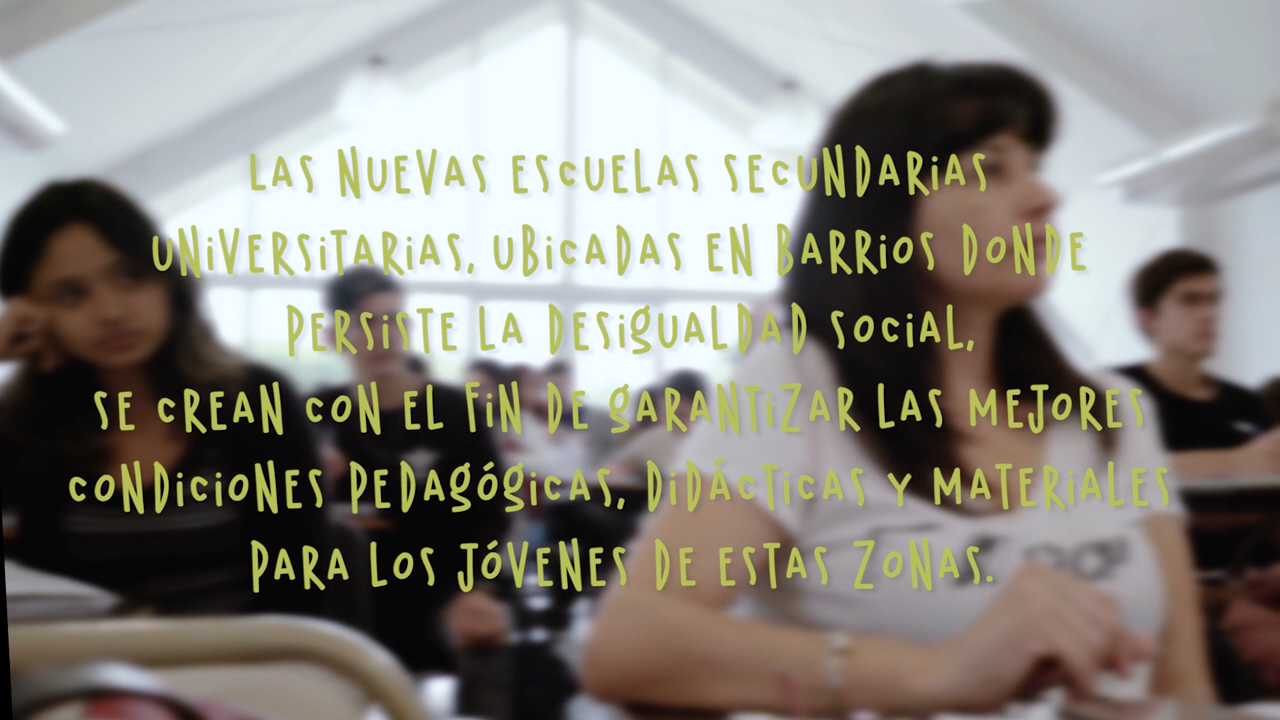 LAS NUEVAS ESCUELAS SECUNDARIAS
UNIVERSITARIAS, UBICADAS EN BARRIOS DONDE
PERSISTE LA DESIGUALDAD SOCIAL,
SE CREAN CON EL FIN DE GARANTIZAR LAS MEJORES
CONDICIONES PEDAGÓGICAS, DIDÁCTICAS Y MATERIALES
PARA LOS JÓVENES DE ESTAS ZONAS.